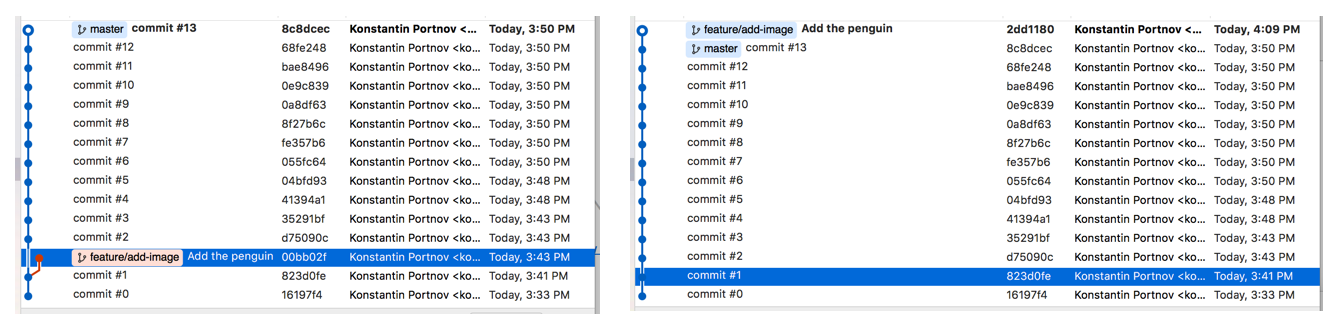 master commit #13 8c8dcec Konstantin Portnov <... Today, 3:50 PM
commit #12 68fe248 Konstantin Portnov <ko... Today, 3:50 PM
commit #11 bae8496 Konstantin Portnov <ko... Today, 3:50 PM
commit #10 0e9c839 Konstantin Portnov <ko... Today, 3:50 PM
commit #9 0a8df63 Konstantin Portnov <ko... Today, 3:50 PM
commit #8 8f27b6c Konstantin Portnov <ko... Today, 3:50 PM
commit #7 fe357b6 Konstantin Portnov <ko... Today, 3:50 PM
commit #6 055fc64 Konstantin Portnov <ko... Today, 3:50 PM
commit #5 04bfd93 Konstantin Portnov <ko... Today, 3:48 PM
commit #4 41394a1 Konstantin Portnov <ko... Today, 3:48 PM
commit #3 35291bf Konstantin Portnov <ko... Today, 3:43 PM
commit #2 d75090c Konstantin Portnov <ko... Today, 3:43 PM
feature/add-image Add the penguin 00bb02f Konstantin Portnov <ko... Today, 3:43 PM
commit #1 823d0fe Konstantin Portnov <ko... Today, 3:41 PM
commit #0 16197f4 Konstantin Portnov <ko... Today, 3:33 PM
feature/add-image Add the penguin 2dd1180 Konstantin Portnov <... Today, 4:09 PM
master commit #13 8c8dcec Konstantin Portnov <ko... Today, 3:50 PM
commit #12 68fe248 Konstantin Portnov <ko... Today, 3:50 PM
commit #11 bae8496 Konstantin Portnov <ko... Today, 3:50 PM
commit #10 0e9c839 Konstantin Portnov <ko... Today, 3:50 PM
commit #9 0a8df63 Konstantin Portnov <ko... Today, 3:50 PM
commit #8 8f27b6c Konstantin Portnov <ko... Today, 3:50 PM
commit #7 fe357b6 Konstantin Portnov <ko... Today, 3:50 PM
commit #6 055fc64 Konstantin Portnov <ko... Today, 3:50 PM
commit #5 04bfd93 Konstantin Portnov <ko... Today, 3:48 PM
commit #4 41394a1 Konstantin Portnov <ko... Today, 3:48 PM
commit #3 35291bf Konstantin Portnov <ko... Today, 3:43 PM
commit #2 d75090c Konstantin Portnov <ko... Today, 3:43 PM
commit #1 823d0fe Konstantin Portnov <ko... Today, 3:41 PM
commit #0 16197f4 Konstantin Portnov <ko... Today, 3:33 PM